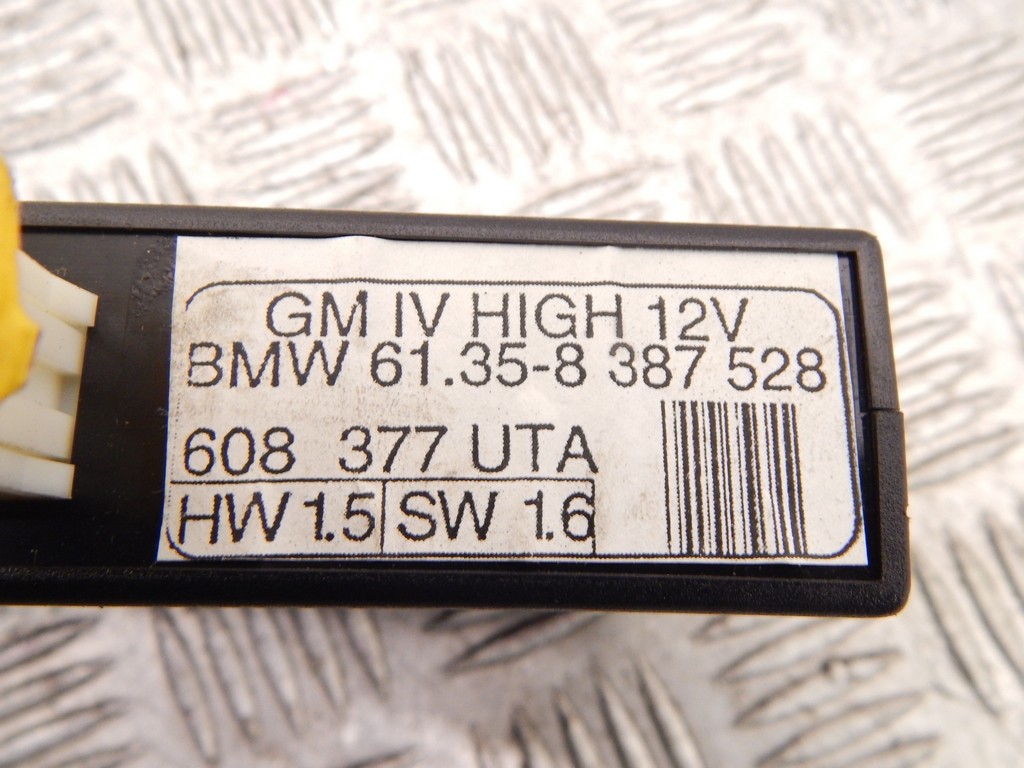 GM IV HIGH 12V
BMW 61.35-8 387 528
608 377 UTA
HW 1.5 SW 1.6